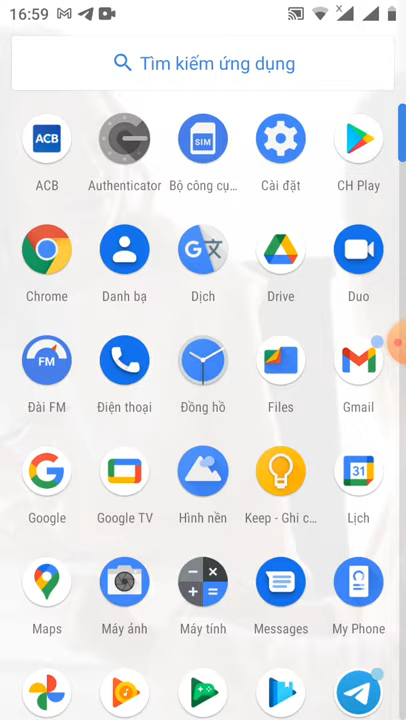 16:59
Tìm kiếm ứng dụng
ACB
ACB Authenticator Bộ công cụ... Cài đặt CH Play
SIM
Chrome Danh bạ Dịch Drive Duo
FM
Đài FM Điện thoại Đồng hồ Files Gmail
31
Google Google TV Hình nền Keep - Ghi c... Lịch
Maps Máy ảnh Máy tính Messages My Phone